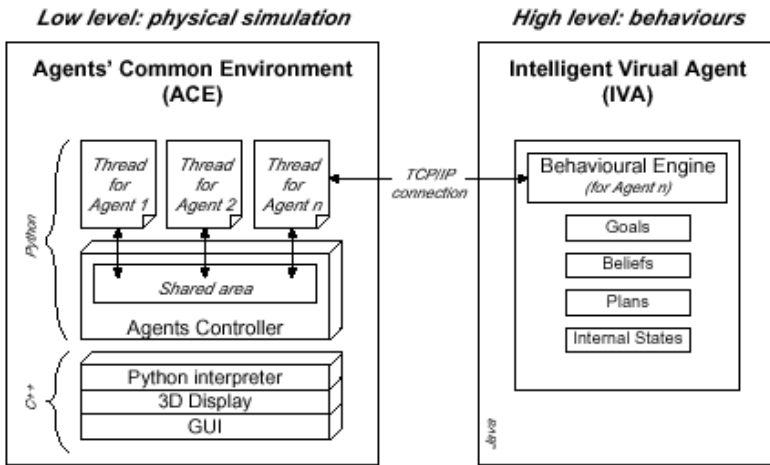 Low level: physical simulation
High level: behaviours
Agents' Common Environment
(ACE)
Intelligent Virual Agent
(IVA)
Python
Thread
for
Agent 1
Thread
for
Agent 2
Thread
for
Agent n
TCP/IP
connection
Behavioural Engine
(for Agent n)
Goals
Beliefs
Plans
Internal States
Shared area
Agents Controller
C++
Python interpreter
3D Display
GUI
Java